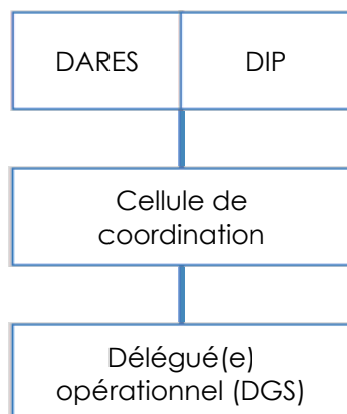 DARES DIP
Cellule de
coordination
Délégué(e)
opérationnel (DGS)